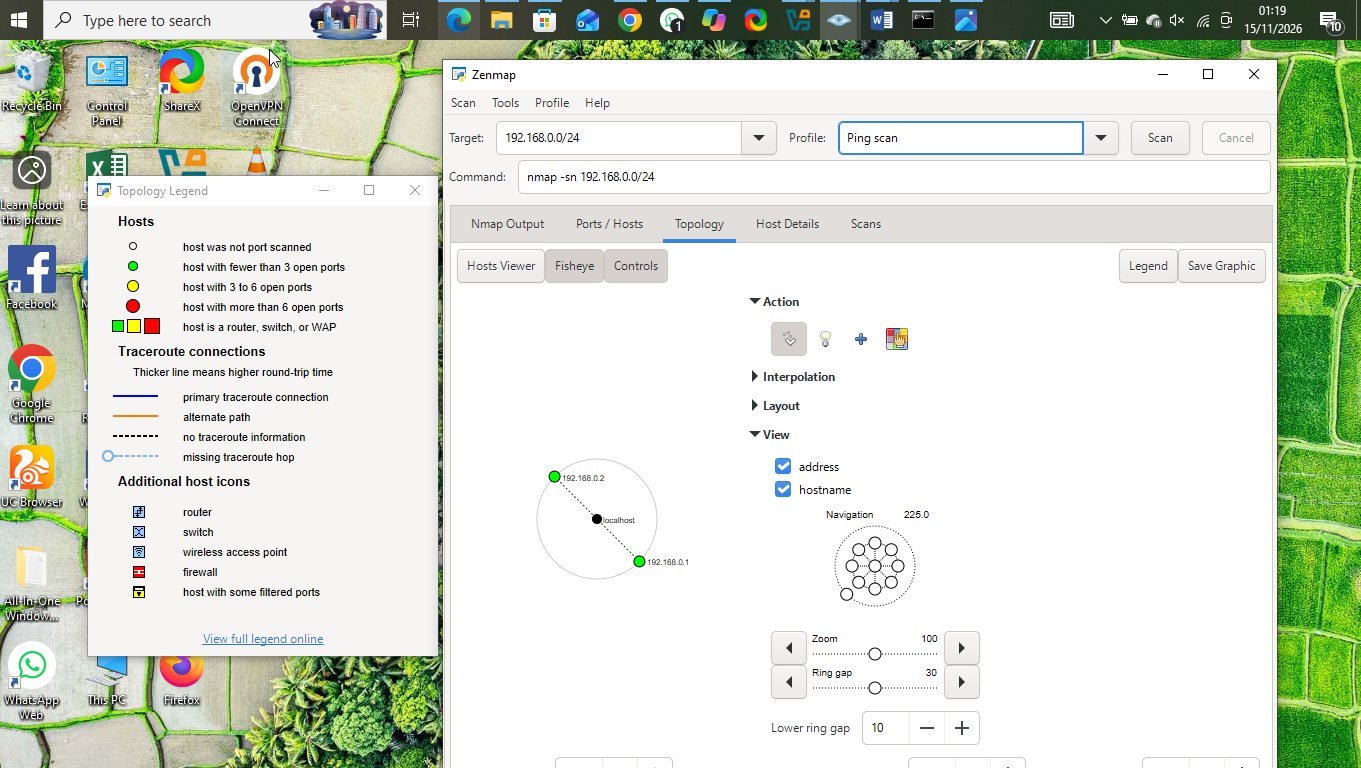 Type here to search
1
01:19
15/11/2026
10
Recycle Bin
Control Panel
ShareX
OpenVPN Connect
Learn about this picture
Facebook
Google Chrome
UC Browser
All-In-One Window...
WhatsApp Web
This PC
Firefox
Topology Legend
Hosts
host was not port scanned
host with fewer than 3 open ports
host with 3 to 6 open ports
host with more than 6 open ports
host is a router, switch, or WAP
Traceroute connections
Thicker line means higher round-trip time
primary traceroute connection
alternate path
no traceroute information
missing traceroute hop
Additional host icons
router
switch
wireless access point
firewall
host with some filtered ports
View full legend online
Zenmap
Scan Tools Profile Help
Target: 192.168.0.0/24 Profile: Ping scan Scan Cancel
Command: nmap -sn 192.168.0.0/24
Nmap Output Ports / Hosts Topology Host Details Scans
Hosts Viewer Fisheye Controls Legend Save Graphic
Action
Interpolation
Layout
View
address
hostname
Navigation 225.0
Zoom 100
Ring gap 30
Lower ring gap 10
192.168.0.2
localhost
192.168.0.1